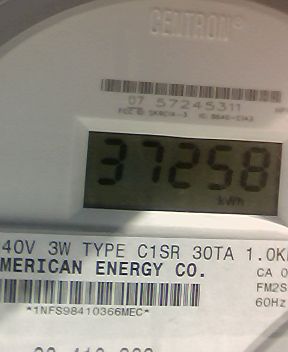 CENTRON®
07 57245311
37258
kWh
40V 3W TYPE C1SR 30TA 1.0K
MERICAN ENERGY CO.
CA 0
FM2S
60Hz
*1NFS98410366MEC*